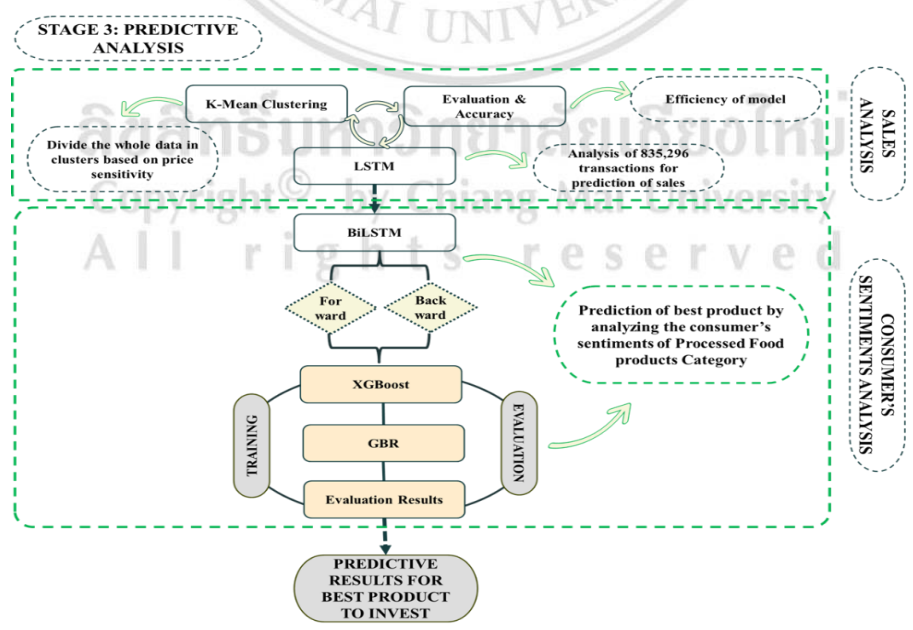 MAI UNIVER
STAGE 3: PREDICTIVE
ANALYSIS
K-Mean Clustering
Evaluation &
Accuracy
Efficiency of model
Divide the whole data in
clusters based on price
sensitivity
LSTM
Analysis of 835,296
transactions for
prediction of sales
SALES
ANALYSIS
Copyright© by Chiang Mai University
All rights reserved
BiLSTM
For
ward
Back
ward
Prediction of best product by
analyzing the consumer's
sentiments of Processed Food
products Category
XGBoost
GBR
Evaluation Results
TRAINING
EVALUATION
CONSUMER'S
SENTIMENTS ANALYSIS
PREDICTIVE
RESULTS FOR
BEST PRODUCT
TO INVEST